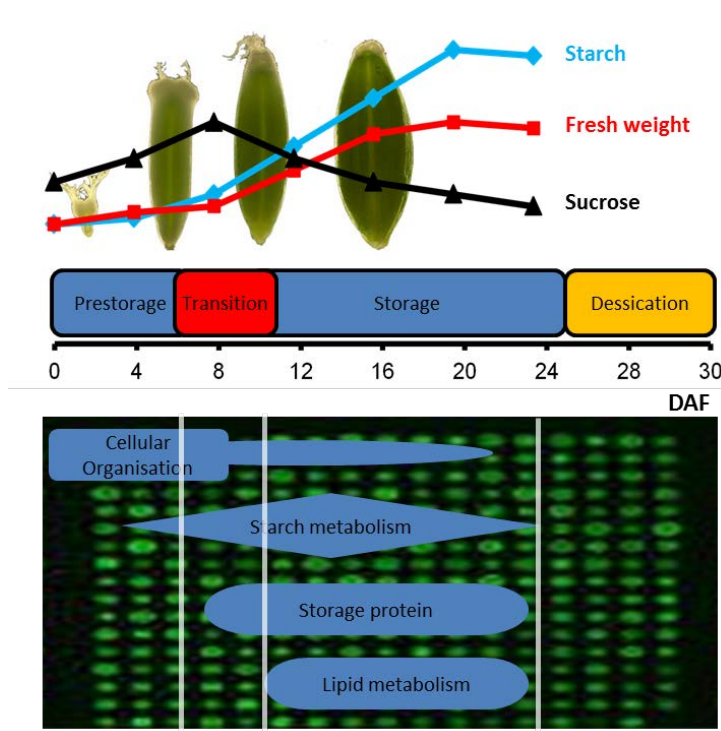 Starch
Fresh weight
Sucrose
Prestorage
Transition
Storage
Dessication
0 4 8 12 16 20 24 28 30
DAF
Cellular
Organisation
Starch metabolism
Storage protein
Lipid metabolism